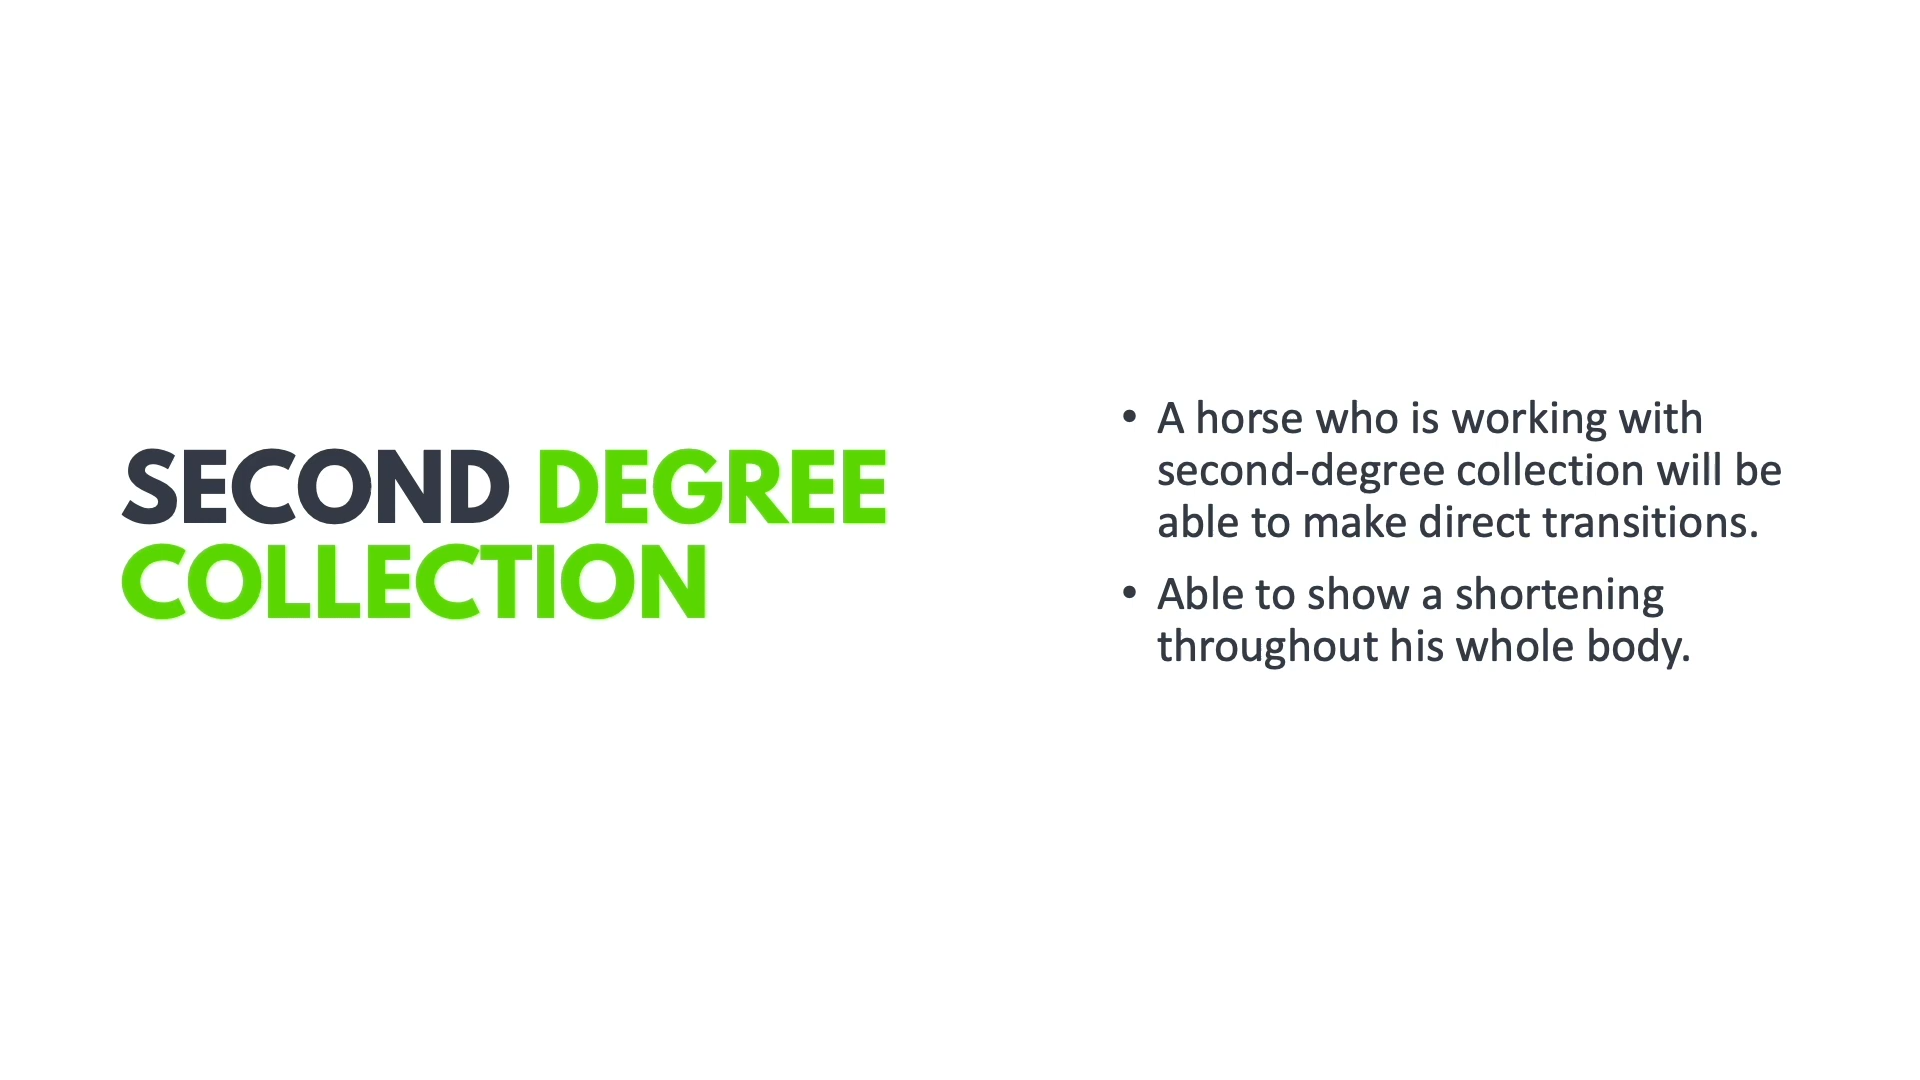 SECOND DEGREE
COLLECTION
• A horse who is working with
second-degree collection will be
able to make direct transitions.
• Able to show a shortening
throughout his whole body.